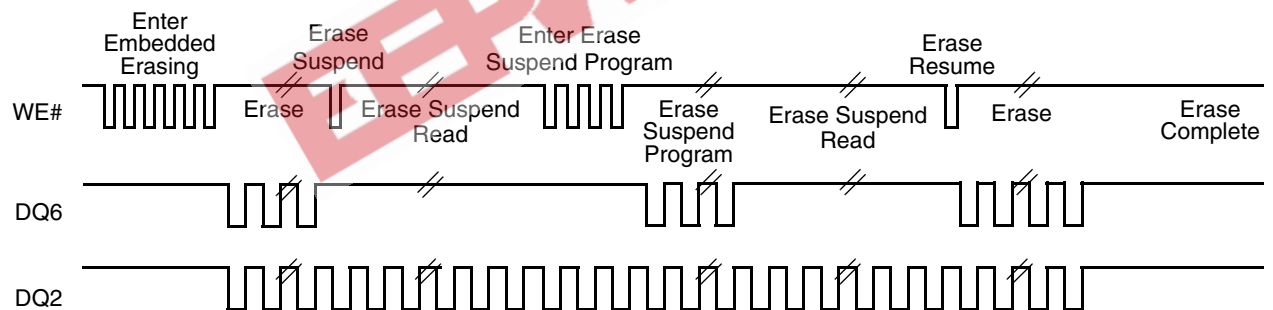 Enter
Embedded
Erasing
Erase
Suspend
Enter Erase
Suspend Program
Erase
Resume
WE#
Erase
Erase Suspend
Read
Erase
Suspend
Program
Erase Suspend
Read
Erase
Erase
Complete
DQ6
DQ2